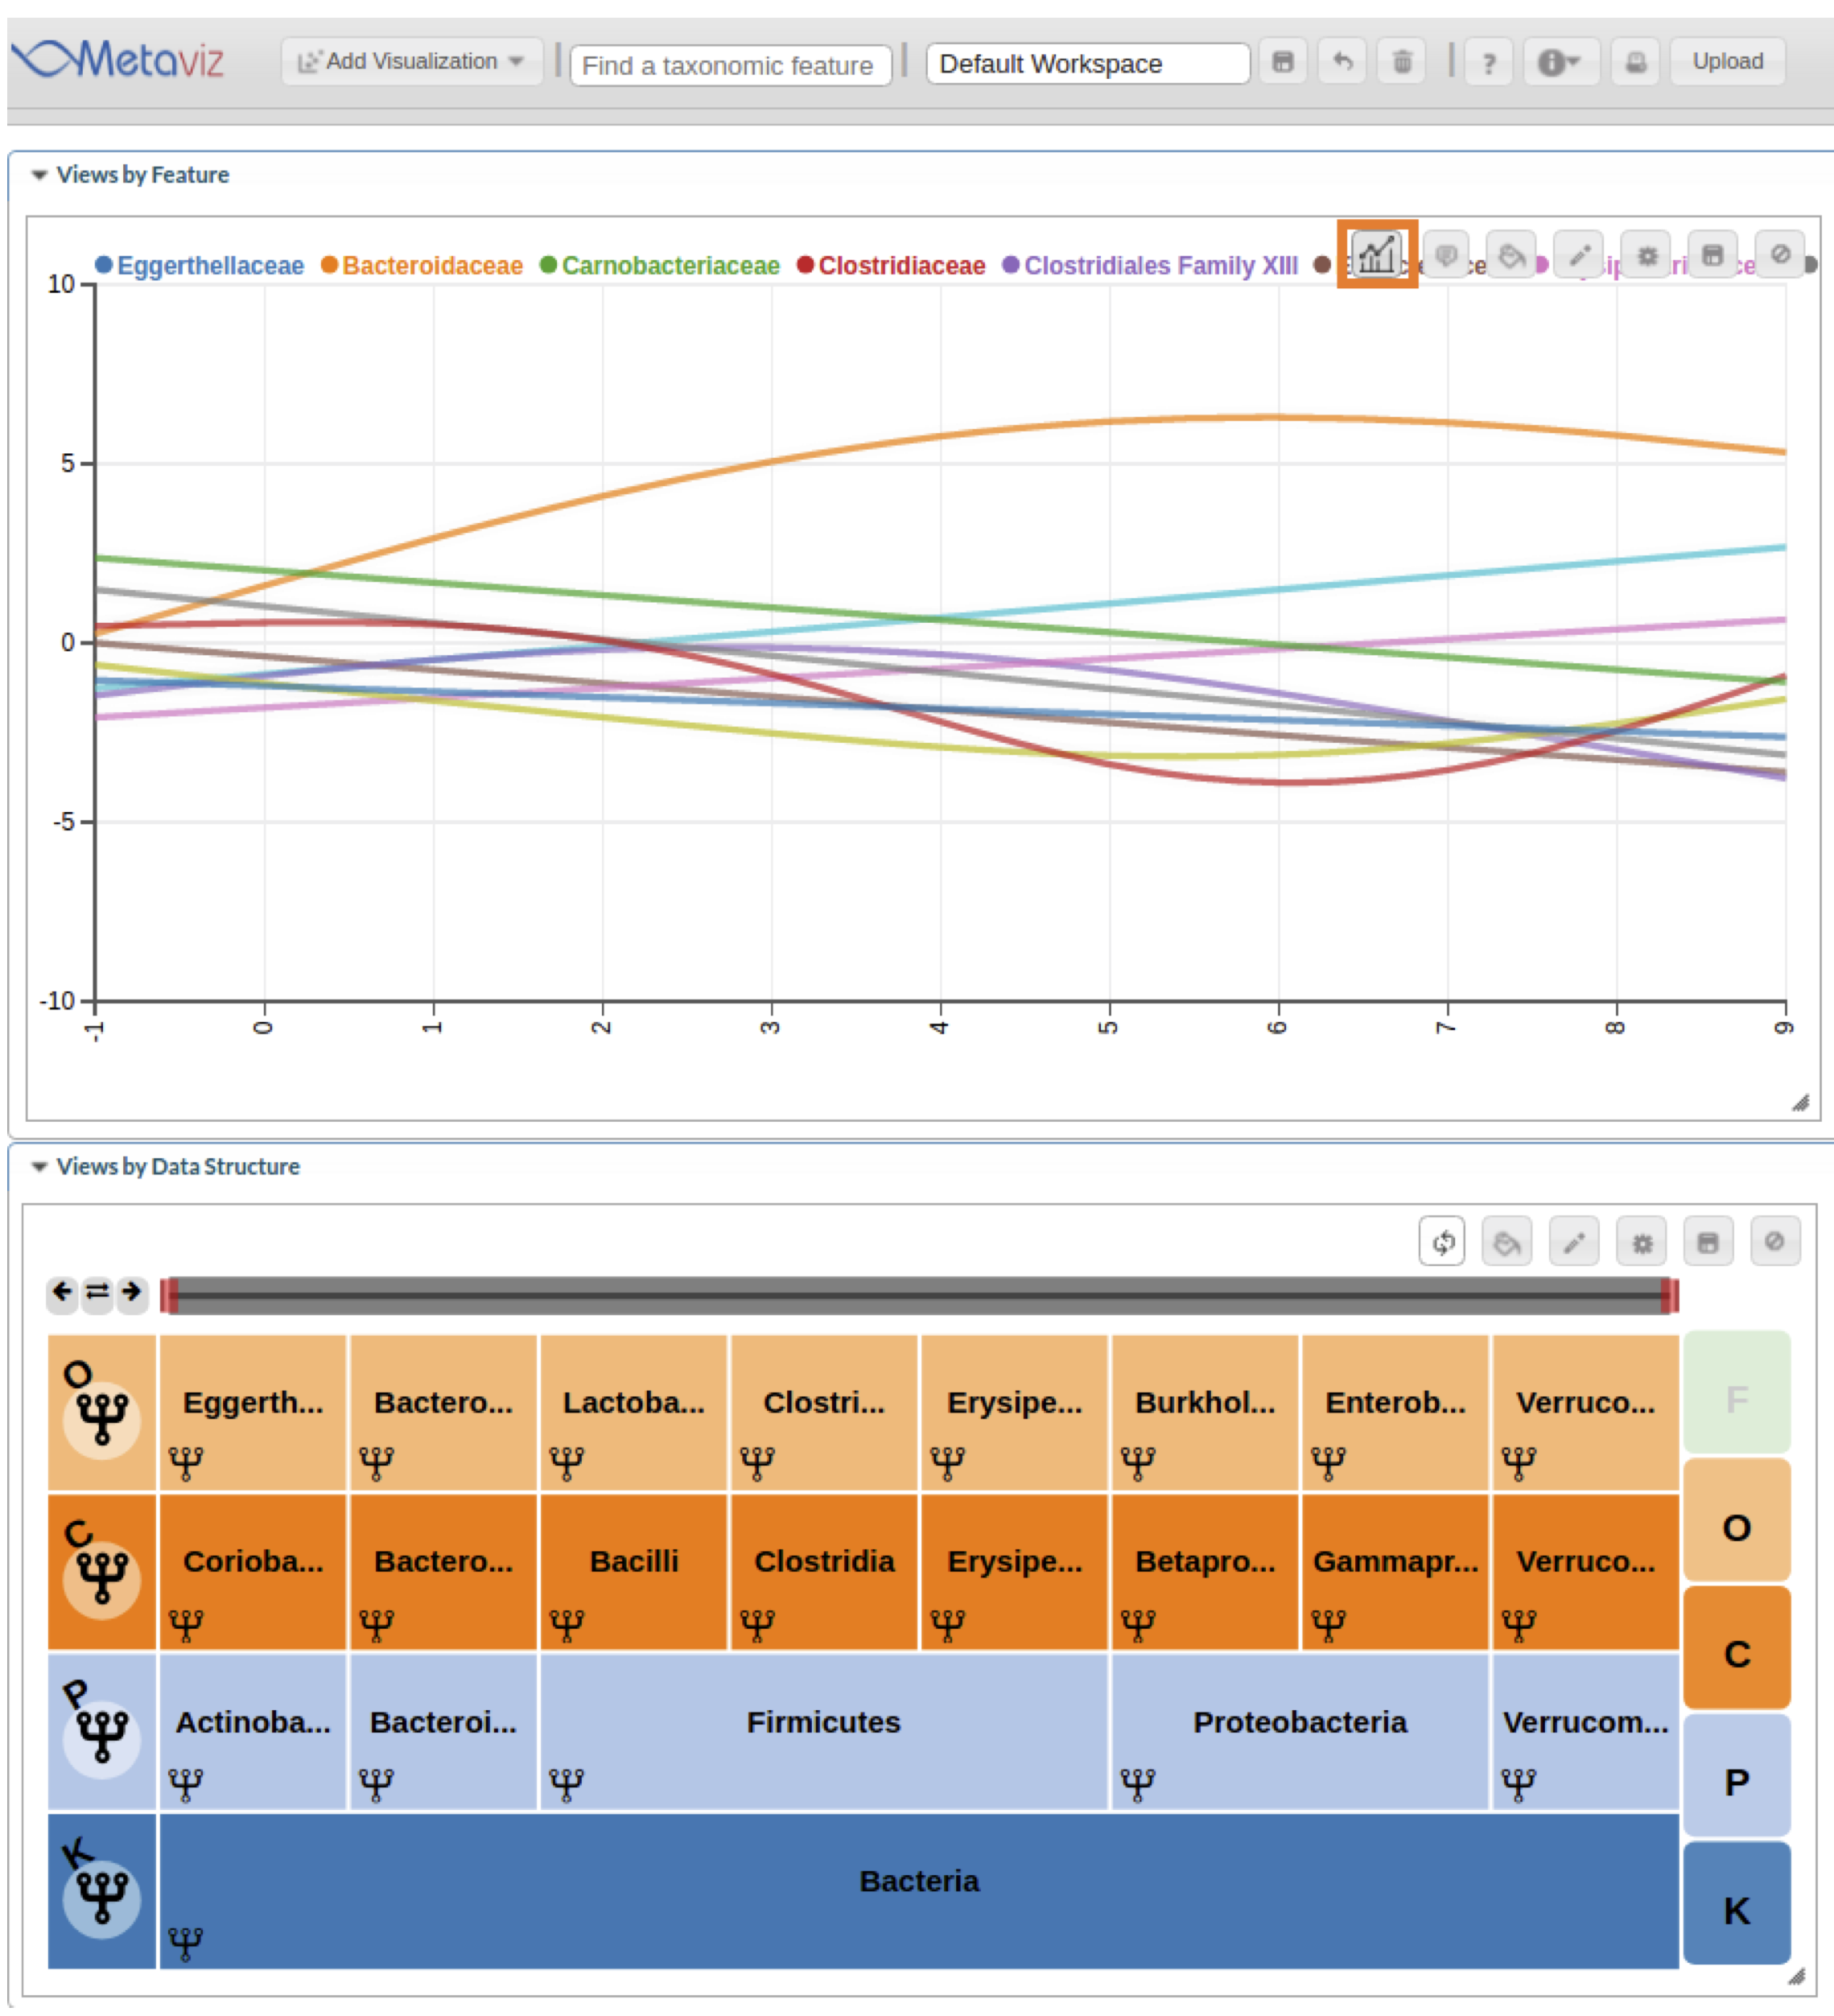 Metaviz Add Visualization Find a taxonomic feature Default Workspace ? Upload
Views by Feature
Eggerthellaceae Bacteroidaceae Carnobacteriaceae Clostridiaceae Clostridiales Family XIII
10
5
0
-5
-10
-1 0 1 2 3 4 5 6 7 8 9
Views by Data Structure
O Eggerth... Bactero... Lactoba... Clostri... Erysipe... Burkhol... Enterob... Verruco... F
O
C Corioba... Bactero... Bacilli Clostridia Erysipe... Betapro... Gammapr... Verruco...
C
P Actinoba... Bacteroi... Firmicutes Proteobacteria Verrucom...
P
K Bacteria
K